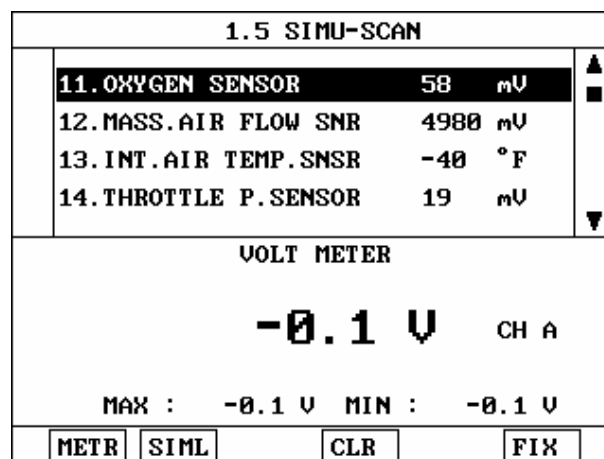 1.5 SIMU-SCAN
11.OXYGEN SENSOR 58 mV
12.MASS.AIR FLOW SNR 4980 mV
13.INT.AIR TEMP.SNSR -40 °F
14.THROTTLE P.SENSOR 19 mV
VOLT METER
-0.1 V CH A
MAX : -0.1 V MIN : -0.1 V
METR SIML CLR FIX